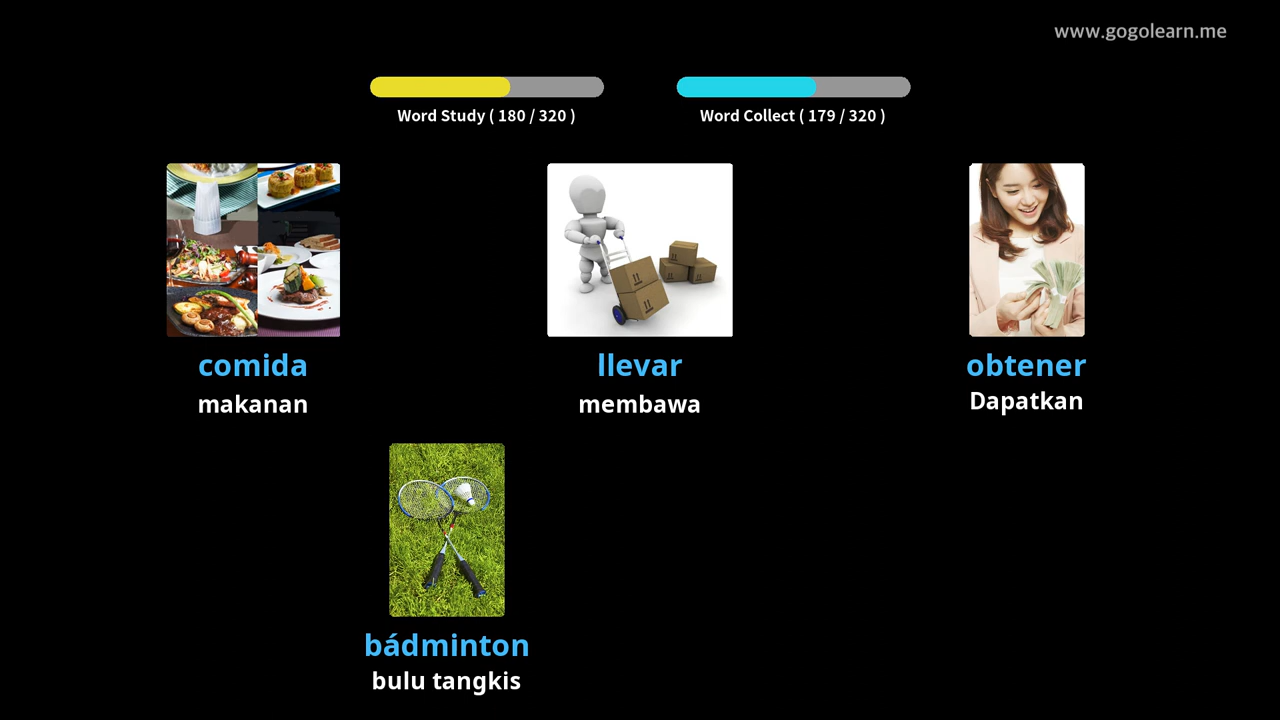 www.gogolearn.me
Word Study ( 180 / 320 )
Word Collect ( 179 / 320 )
comida
makanan
llevar
membawa
obtener
Dapatkan
bádminton
bulu tangkis